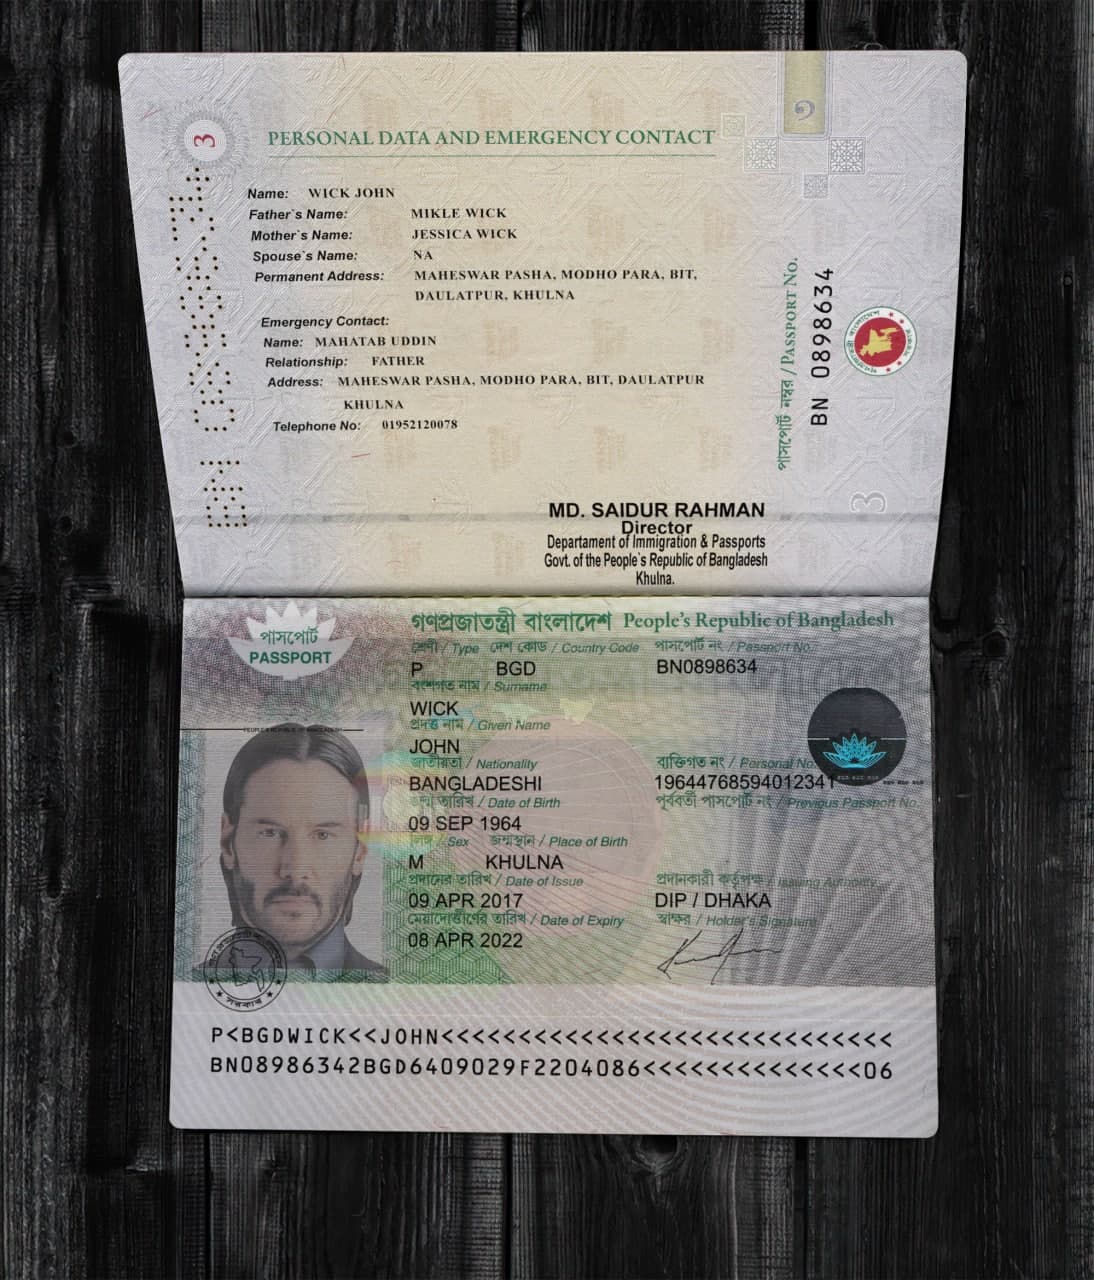 3
PERSONAL DATA AND EMERGENCY CONTACT
Name: WICK JOHN
Father`s Name: MIKLE WICK
Mother`s Name: JESSICA WICK
Spouse`s Name: NA
Permanent Address: MAHESWAR PASHA, MODHO PARA, BIT,
DAULATPUR, KHULNA
Emergency Contact:
Name: MAHATAB UDDIN
Relationship: FATHER
Address: MAHESWAR PASHA, MODHO PARA, BIT, DAULATPUR
KHULNA
Telephone No: 01952120078
পাসপোর্ট নম্বর / PASSPORT No.
BN 0898634
3
MD. SAIDUR RAHMAN
Director
Departament of Immigration & Passports
Govt. of the People`s Republic of Bangladesh
Khulna.
পাসপোর্ট
PASSPORT
গণপ্রজাতন্ত্রী বাংলাদেশ People's Republic of Bangladesh
শ্রেণী / Type দেশ কোড / Country Code পাসপোর্ট নং / Passport No.
P BGD BN0898634
বংশগত নাম / Surname
WICK
প্রদত্ত নাম / Given Name
JOHN
জাতীয়তা / Nationality ব্যক্তিগত নং / Personal No.
BANGLADESHI 19644768594012341
জন্ম তারিখ / Date of Birth পূর্ববর্তী পাসপোর্ট নং / Previous Passport No.
09 SEP 1964
লিঙ্গ / Sex জন্মস্থান / Place of Birth
M KHULNA
প্রদানের তারিখ / Date of Issue প্রদানকারী কর্তৃপক্ষ / Issuing Authority
09 APR 2017 DIP / DHAKA
মেয়াদোত্তীর্ণের তারিখ / Date of Expiry স্বাক্ষর / Holder's Signature
08 APR 2022
সরকার
P<BGDWICK<<JOHN<<<<<<<<<<<<<<<<<<<<<<<<<<<<<
BN08986342BGD6409029F2204086<<<<<<<<<<<<<<06